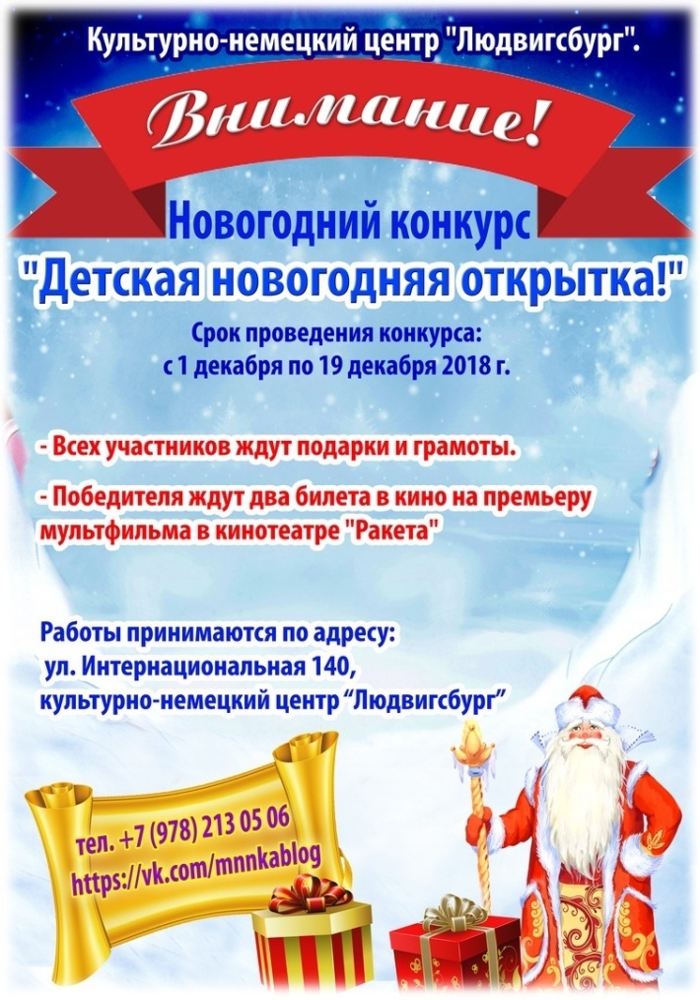 Культурно-немецкий центр "Людвигсбург".
Внимание!
Новогодний конкурс
"Детская новогодняя открытка!"
Срок проведения конкурса:
с 1 декабря по 19 декабря 2018 г.
- Всех участников ждут подарки и грамоты.
- Победителя ждут два билета в кино на премьеру
мультфильма в кинотеатре "Ракета"
Работы принимаются по адресу:
ул. Интернациональная 140,
культурно-немецкий центр “Людвигсбург”
тел. +7 (978) 213 05 06
https://vk.com/mnnkablog